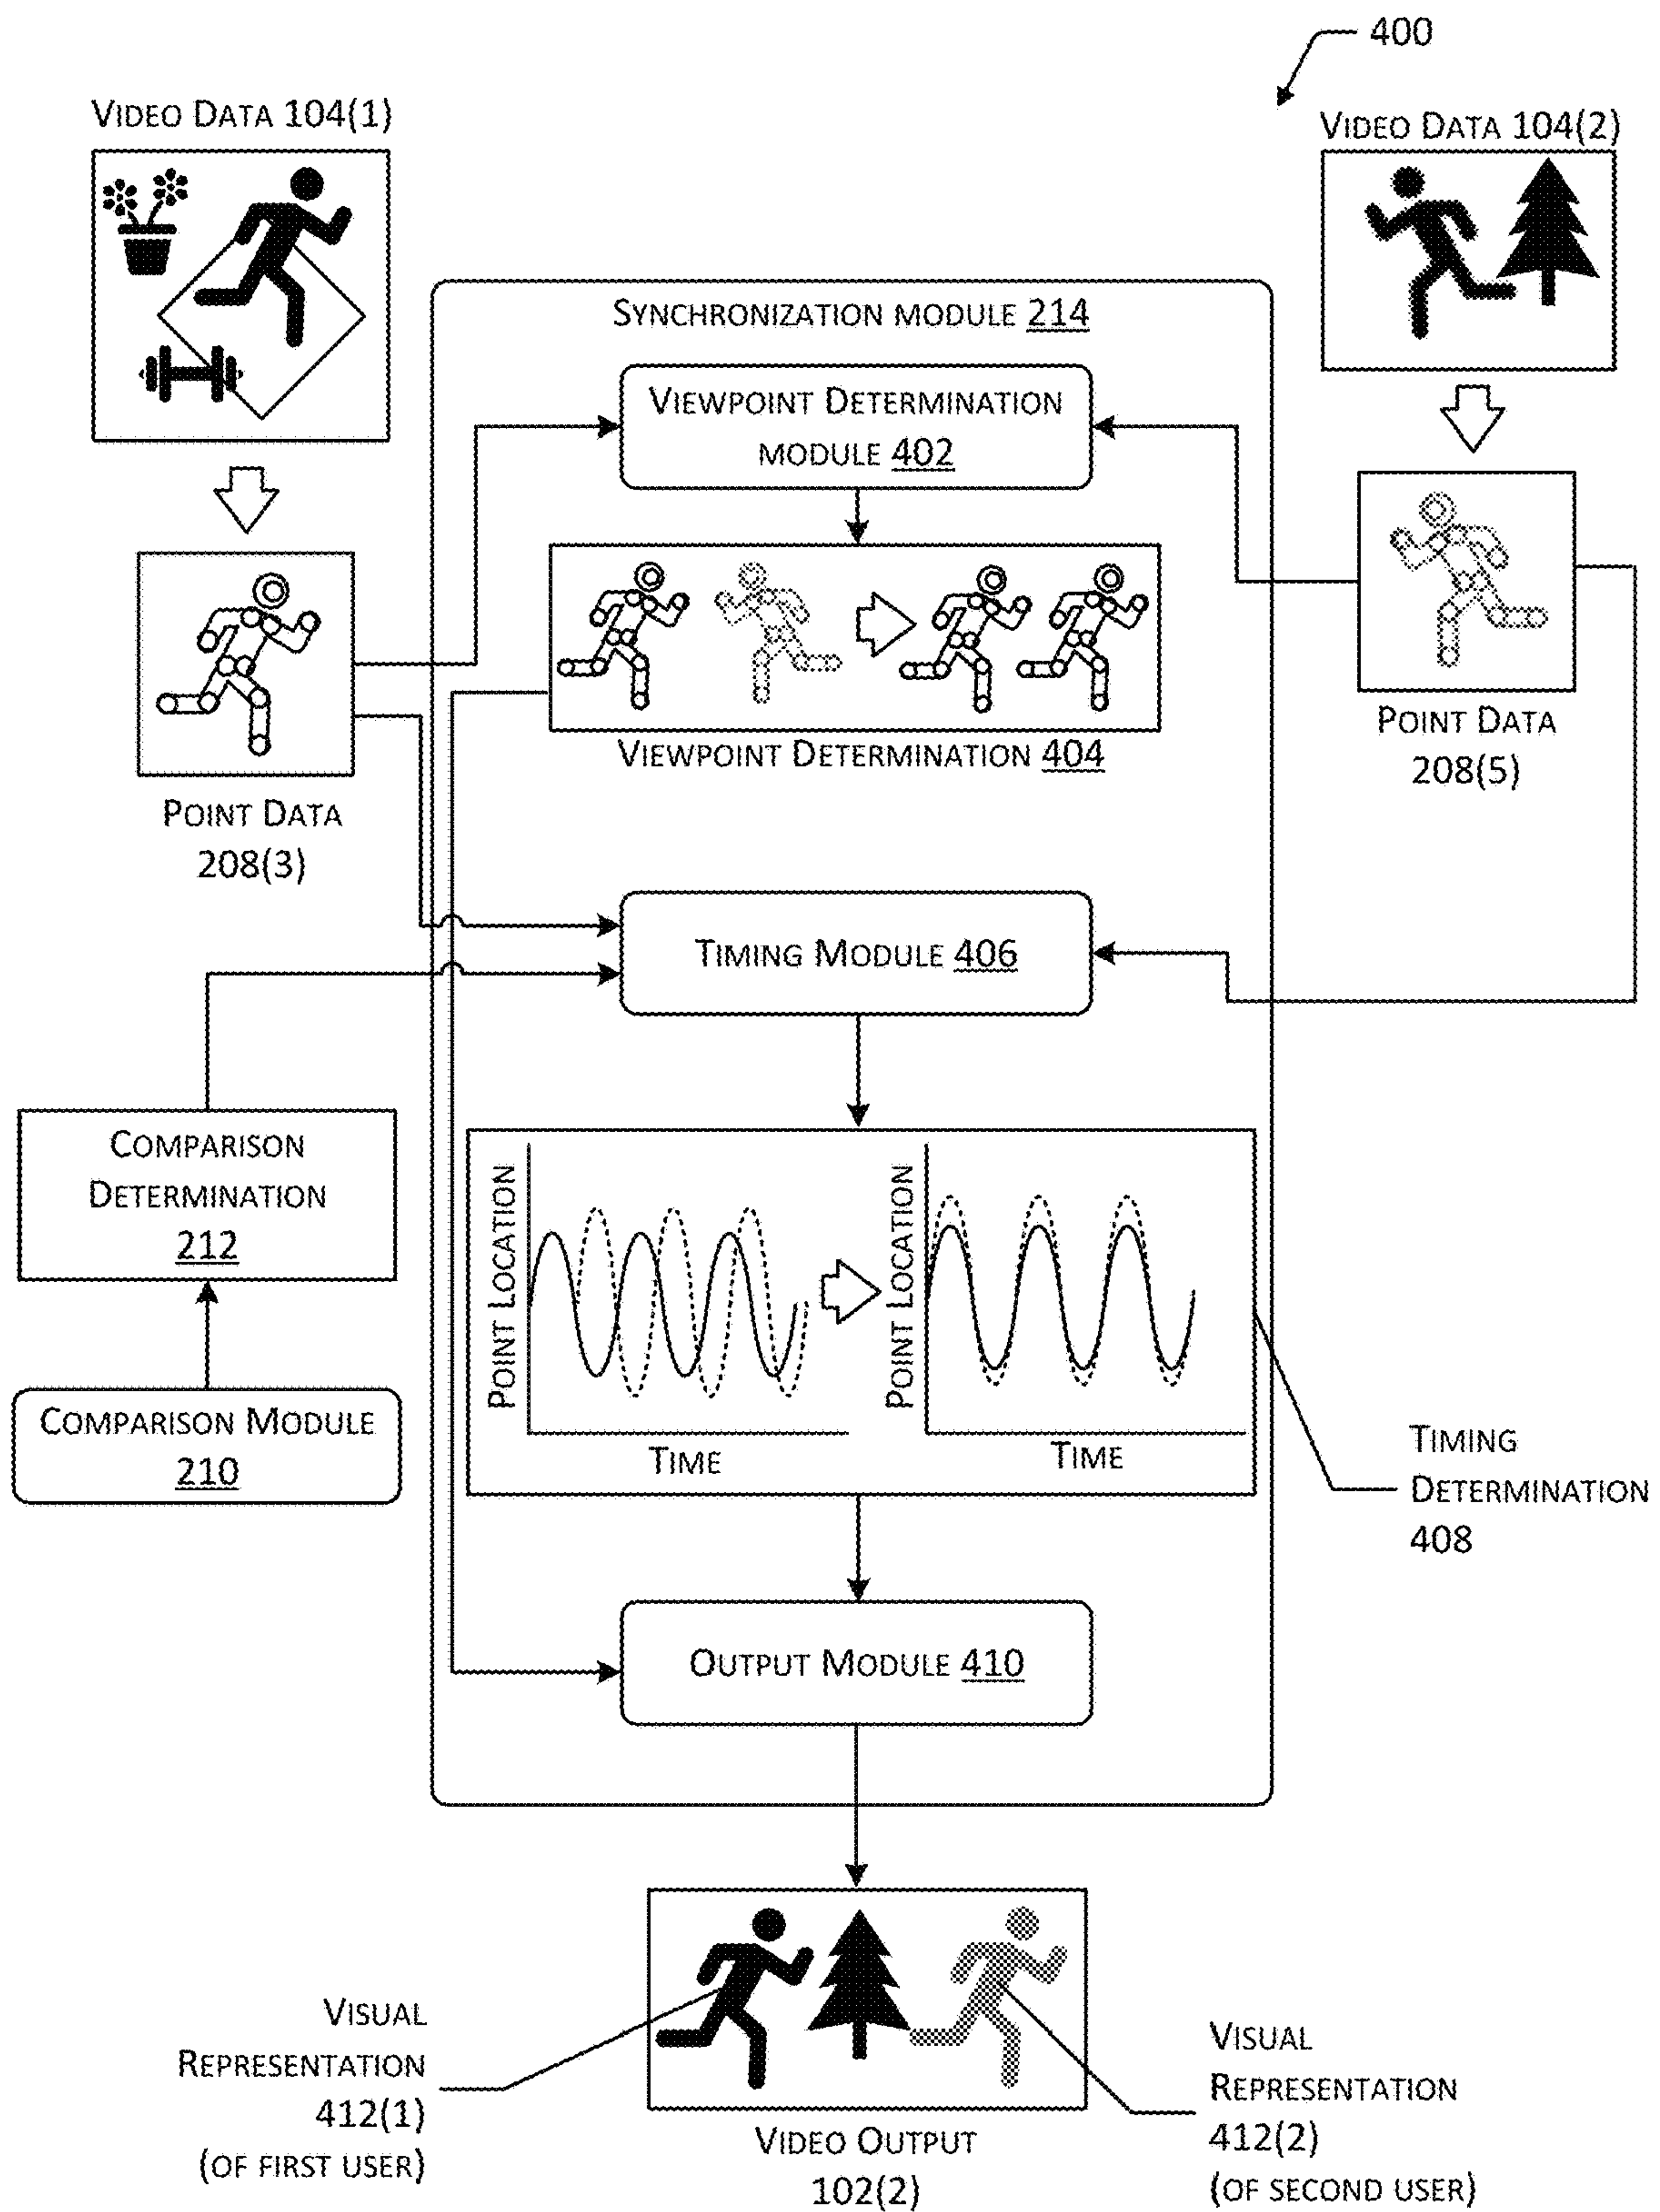 400
VIDEO DATA 104(1)
VIDEO DATA 104(2)
SYNCHRONIZATION MODULE 214
VIEWPOINT DETERMINATION
MODULE 402
VIEWPOINT DETERMINATION 404
POINT DATA
208(3)
POINT DATA
208(5)
TIMING MODULE 406
COMPARISON
DETERMINATION
212
COMPARISON MODULE
210
POINT LOCATION
TIME
POINT LOCATION
TIME
TIMING
DETERMINATION
408
OUTPUT MODULE 410
VISUAL
REPRESENTATION
412(1)
(OF FIRST USER)
VIDEO OUTPUT
102(2)
VISUAL
REPRESENTATION
412(2)
(OF SECOND USER)